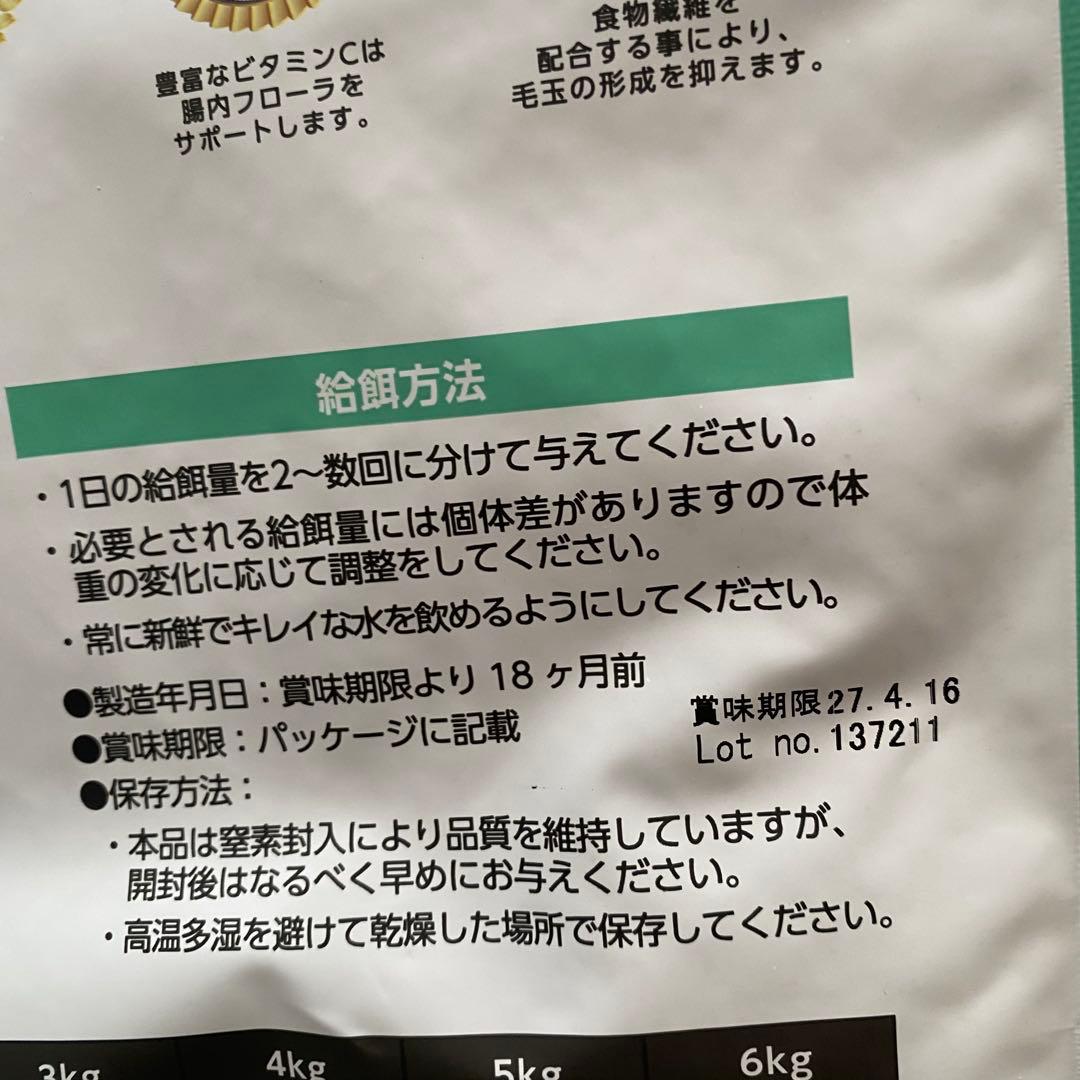 豊富なビタミンCは
腸内フローラを
サポートします。
食物繊維を
配合する事により、
毛玉の形成を抑えます。
給餌方法
・1日の給餌量を2〜数回に分けて与えてください。
・必要とされる給餌量には個体差がありますので体
重の変化に応じて調整をしてください。
・常に新鮮でキレイな水を飲めるようにしてください。
●製造年月日：賞味期限より 18 ヶ月前
●賞味期限：パッケージに記載
賞味期限27.4.16
Lot no.137211
●保存方法：
・本品は窒素封入により品質を維持していますが、
開封後はなるべく早めにお与えください。
・高温多湿を避けて乾燥した場所で保存してください。
3kg 4kg 5kg 6kg